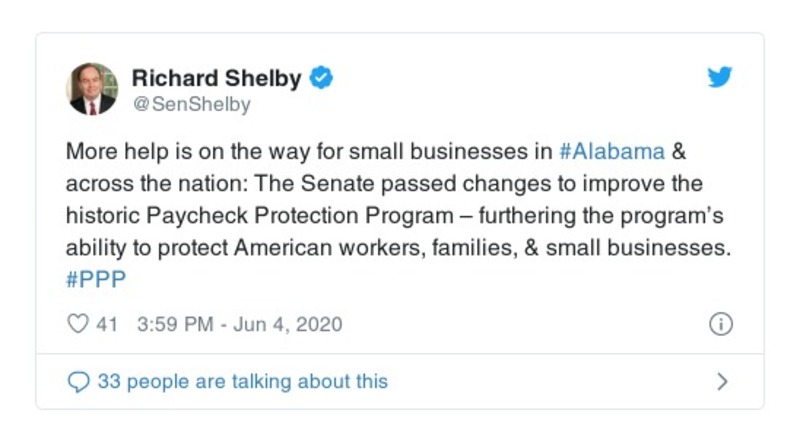 Richard Shelby
@SenShelby
More help is on the way for small businesses in #Alabama &
across the nation: The Senate passed changes to improve the
historic Paycheck Protection Program – furthering the program’s
ability to protect American workers, families, & small businesses.
#PPP
41 3:59 PM - Jun 4, 2020
33 people are talking about this